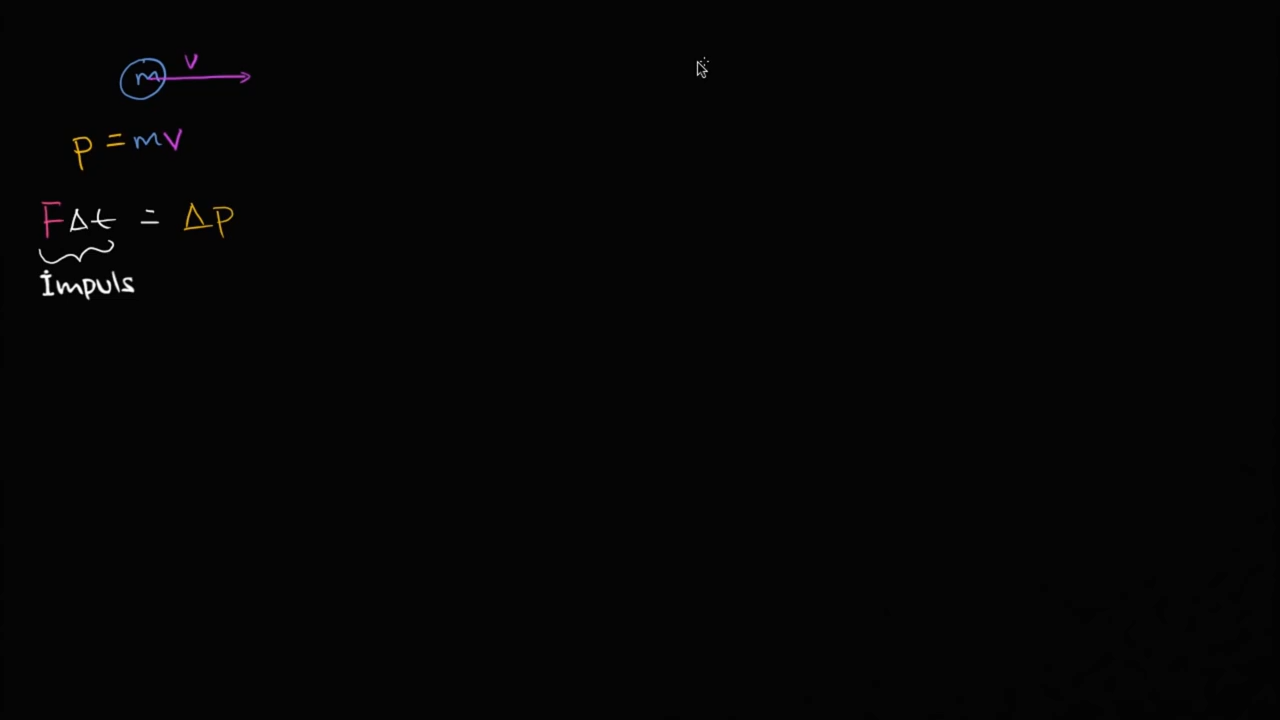 v
m
p = mv
FΔt = Δp
İmpuls